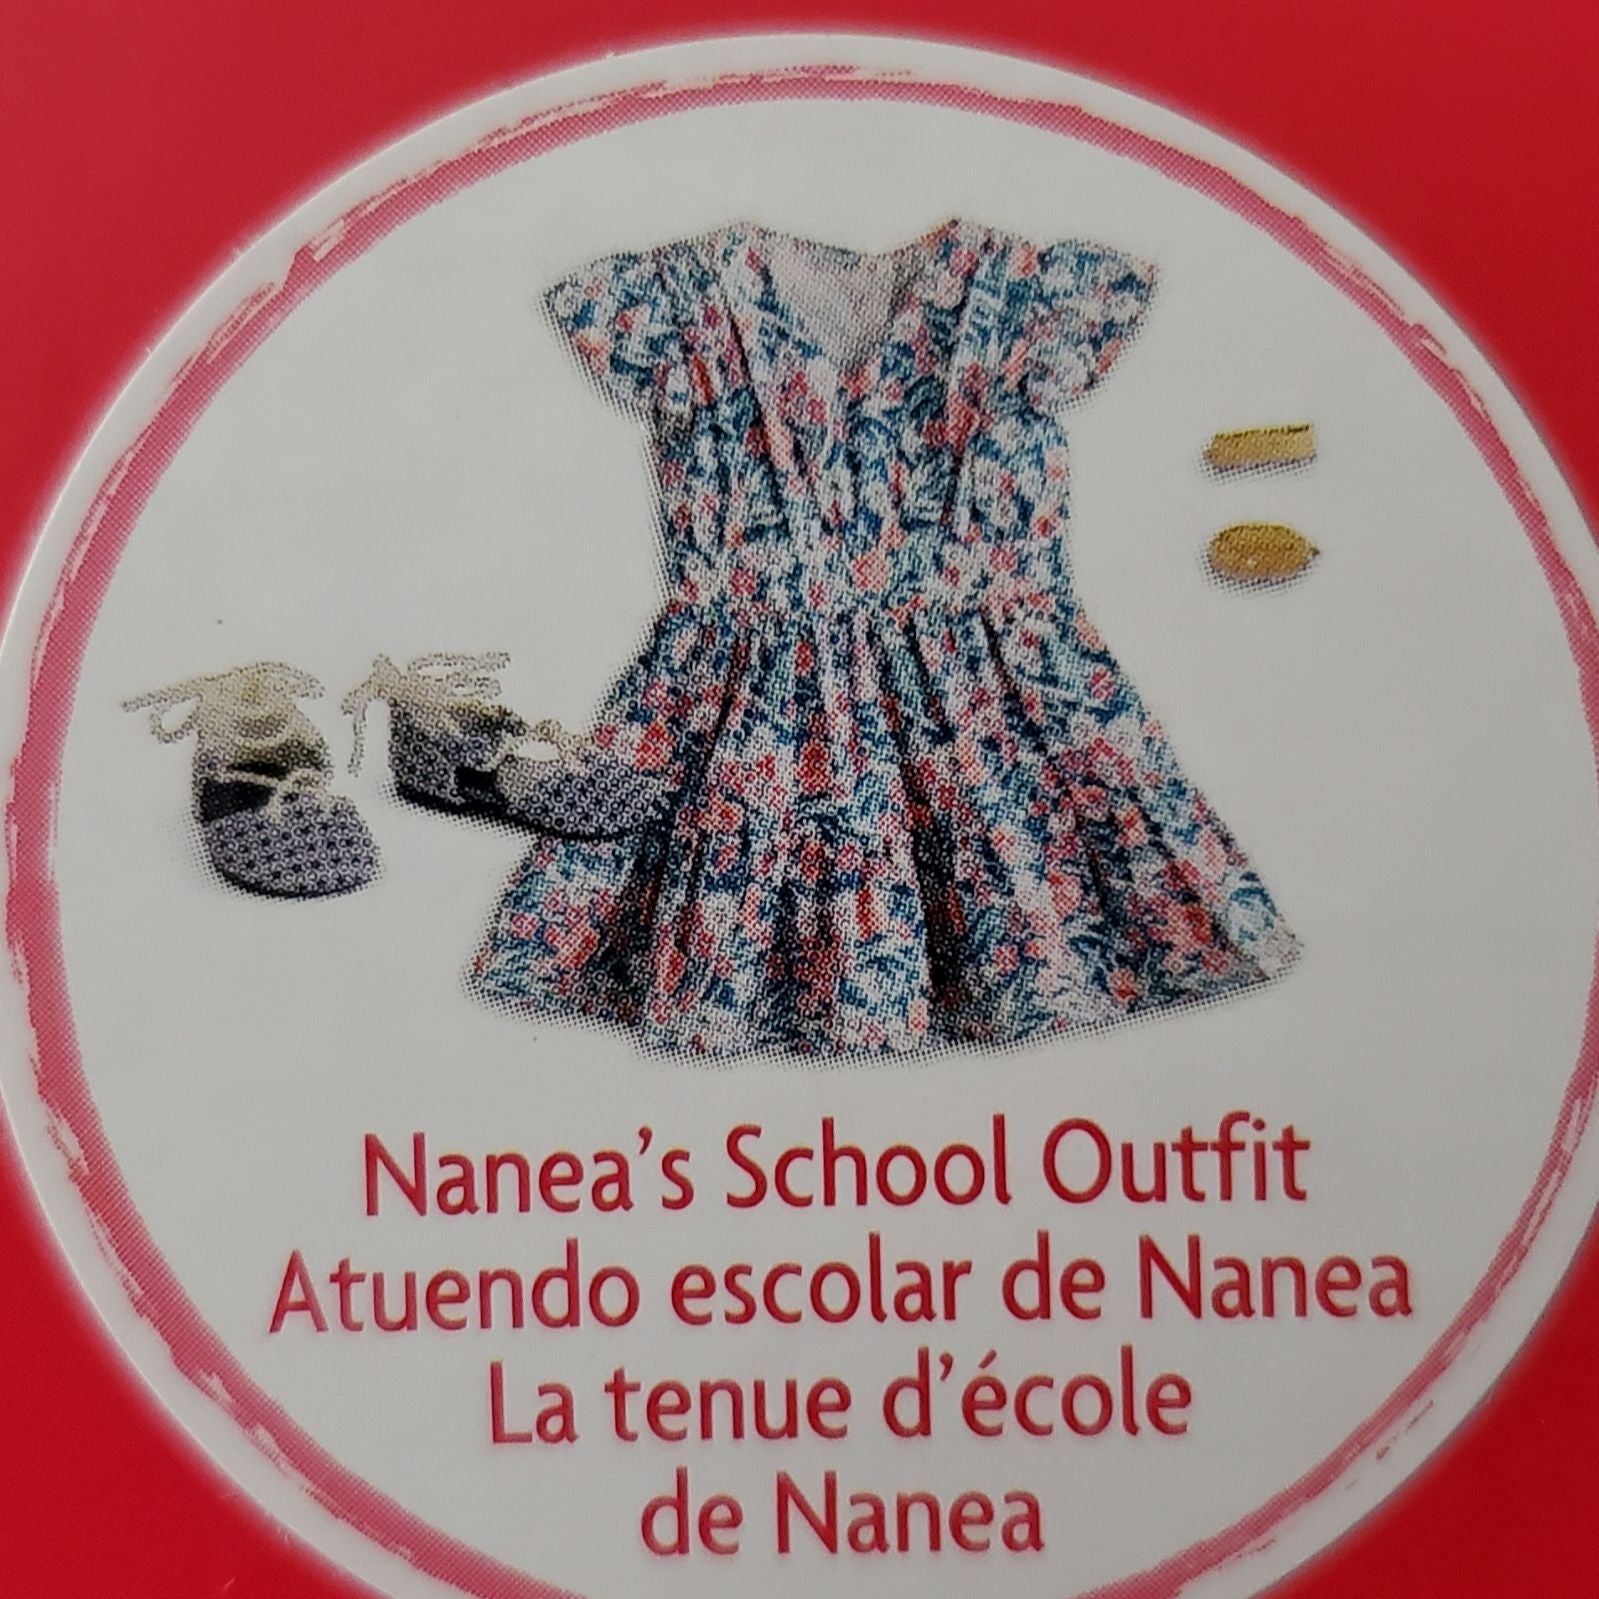 Nanea's School Outfit
Atuendo escolar de Nanea
La tenue d'école
de Nanea